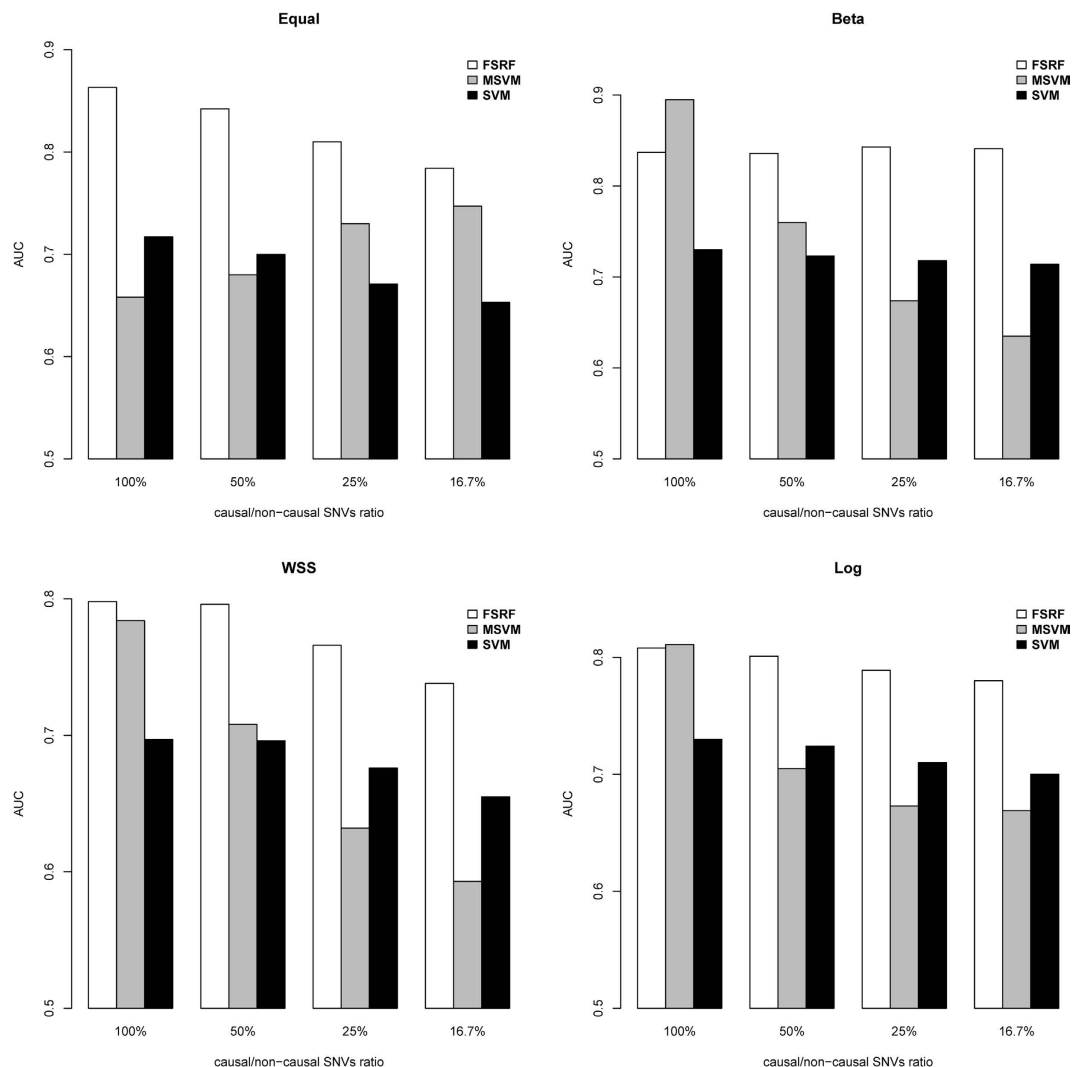 Equal
FSRF
MSVM
SVM
AUC
0.9
0.8
0.7
0.6
0.5
100% 50% 25% 16.7%
causal/non−causal SNVs ratio
Beta
FSRF
MSVM
SVM
AUC
0.9
0.8
0.7
0.6
0.5
100% 50% 25% 16.7%
causal/non−causal SNVs ratio
WSS
FSRF
MSVM
SVM
AUC
0.8
0.7
0.6
0.5
100% 50% 25% 16.7%
causal/non−causal SNVs ratio
Log
FSRF
MSVM
SVM
AUC
0.8
0.7
0.6
0.5
100% 50% 25% 16.7%
causal/non−causal SNVs ratio